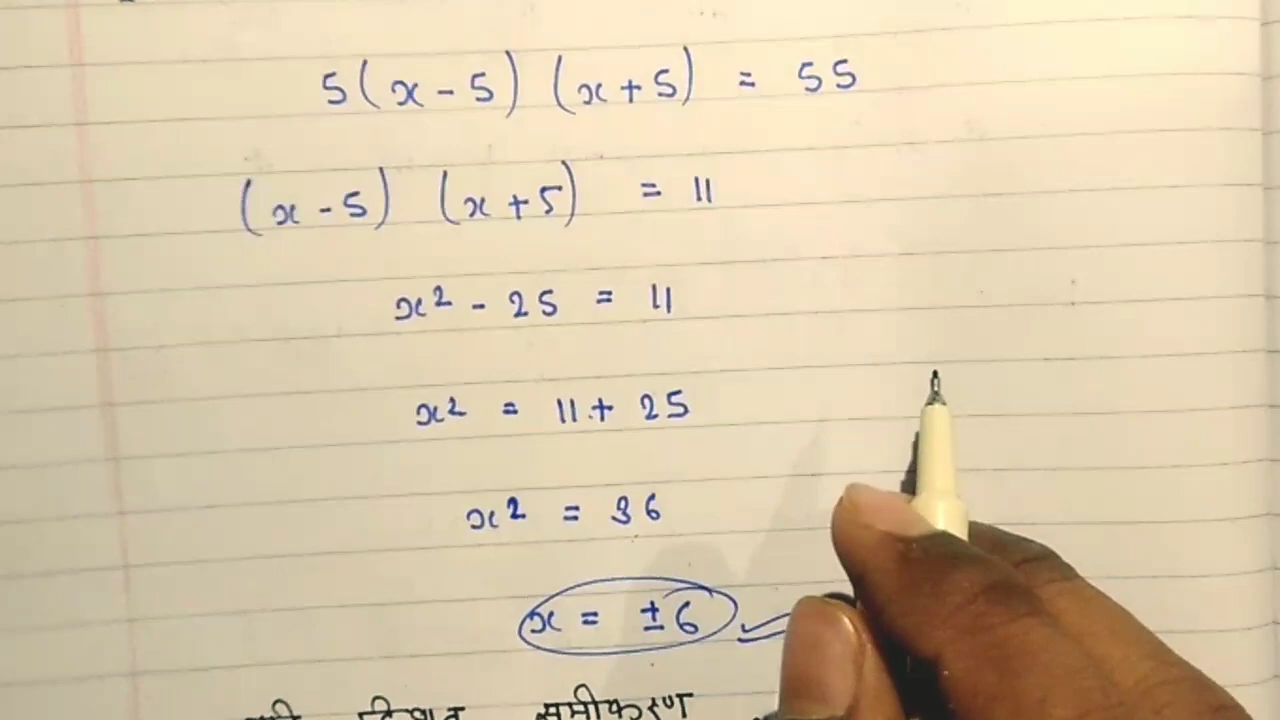 5(x-5) (x+5) = 55
(x-5) (x+5) = 11
x² - 25 = 11
x² = 11 + 25
x² = 36
x = ±6
समीकरण